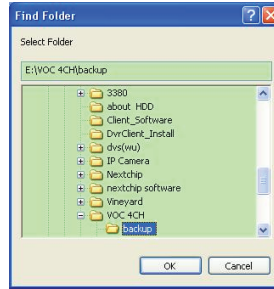 Find Folder
Select Folder
E:\VOC 4CH\backup
3380
about HDD
Client_Software
DvrClient_Install
dvs(wu)
IP Camera
Nextchip
nextchip software
Vineyard
VOC 4CH
backup
OK Cancel